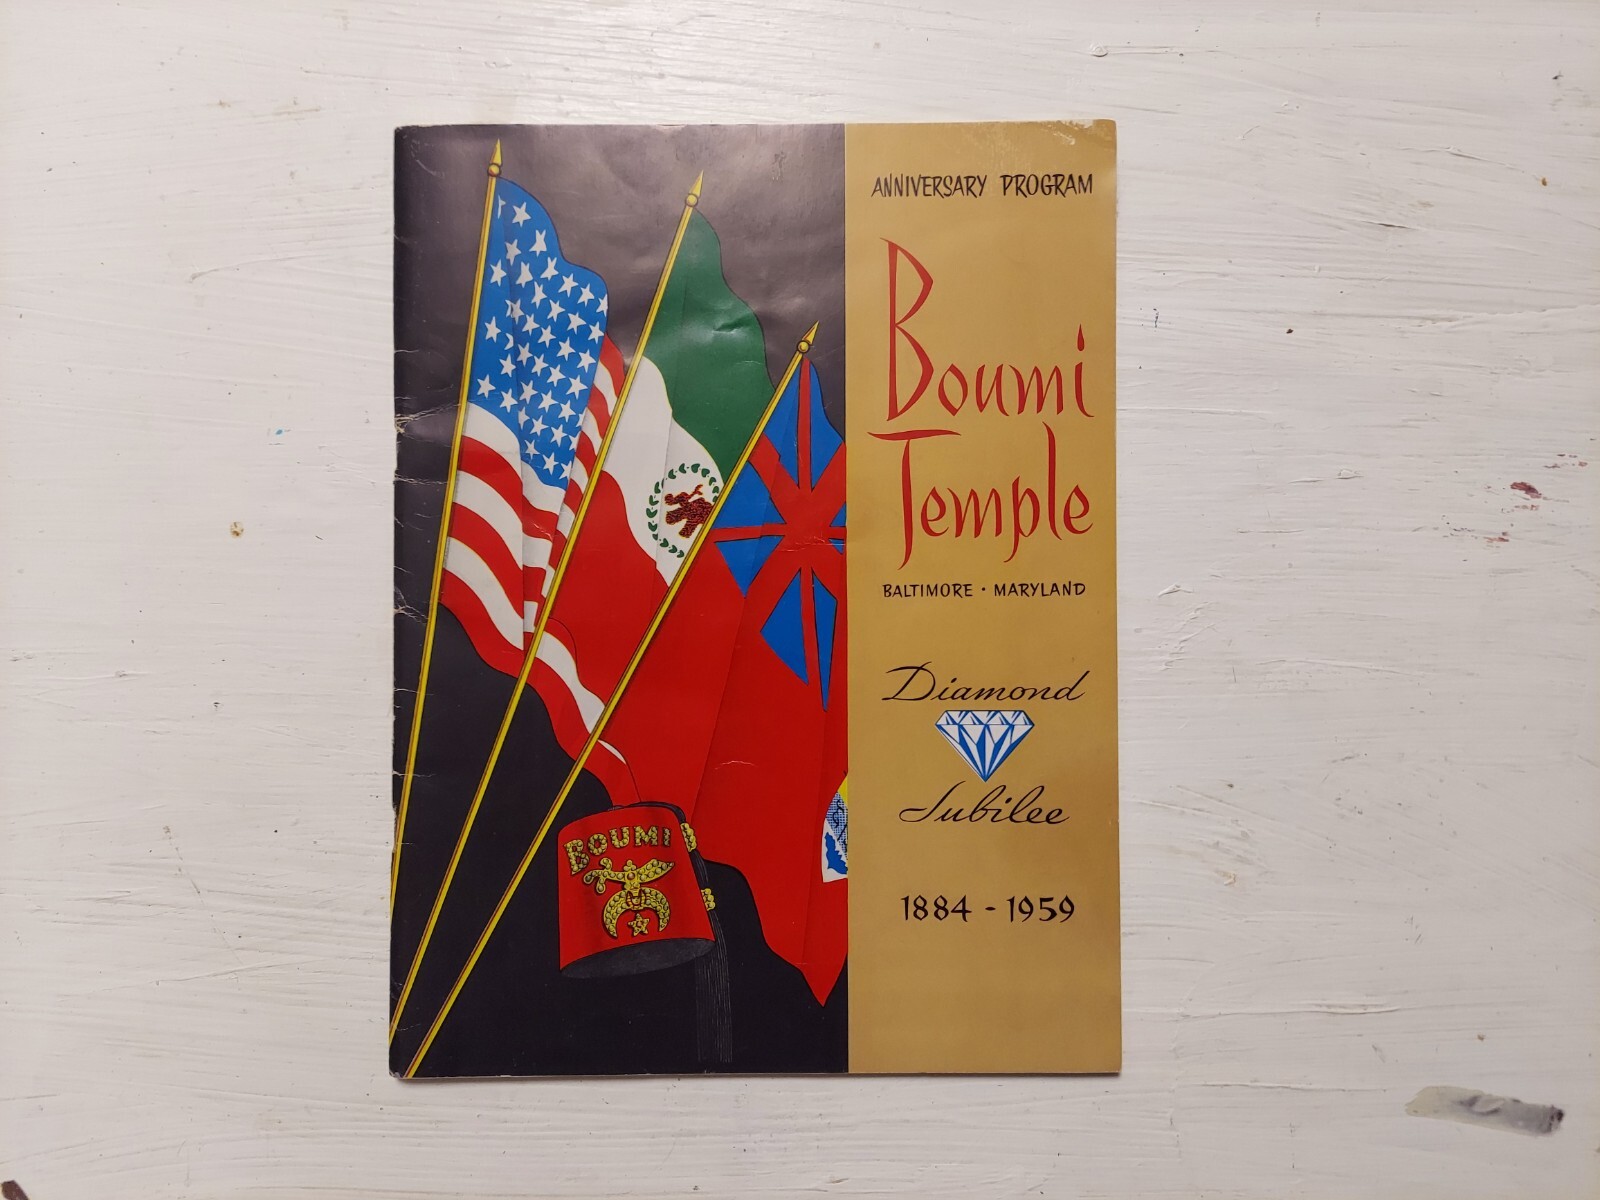 ANNIVERSARY PROGRAM
Boumi
Temple
BALTIMORE • MARYLAND
Diamond
Jubilee
1884 - 1959
BOUMI